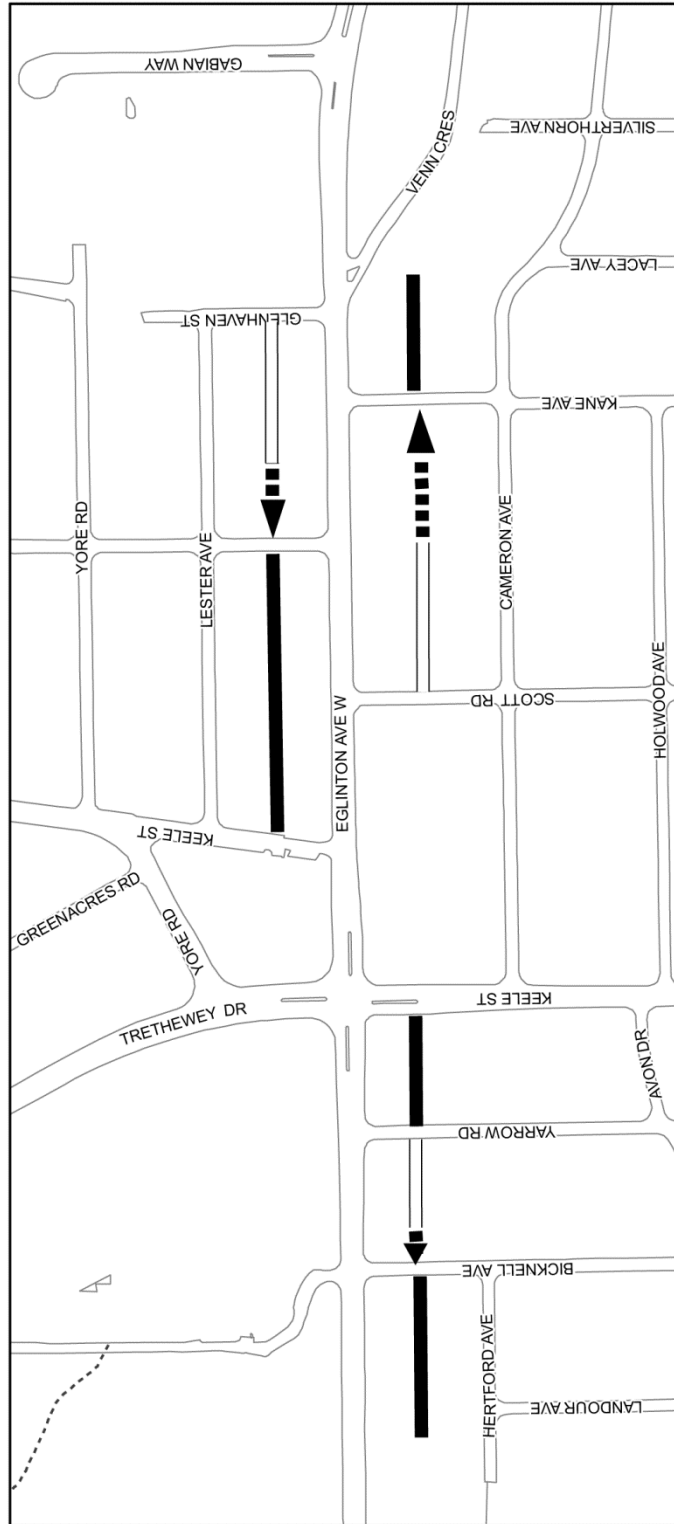 GABIAN WAY
VENN CRES
SILVERTHORN AVE
LACEY AVE
GLENHAVEN ST
KANE AVE
YORE RD
LESTER AVE
CAMERON AVE
EGLINTON AVE W
SCOTT RD
HOLWOOD AVE
KEELE ST
GREENACRES RD
YORE RD
TRETHEWEY DR
KEELE ST
AVON DR
YARROW RD
BICKNELL AVE
HERTFORD AVE
LANDOUR AVE